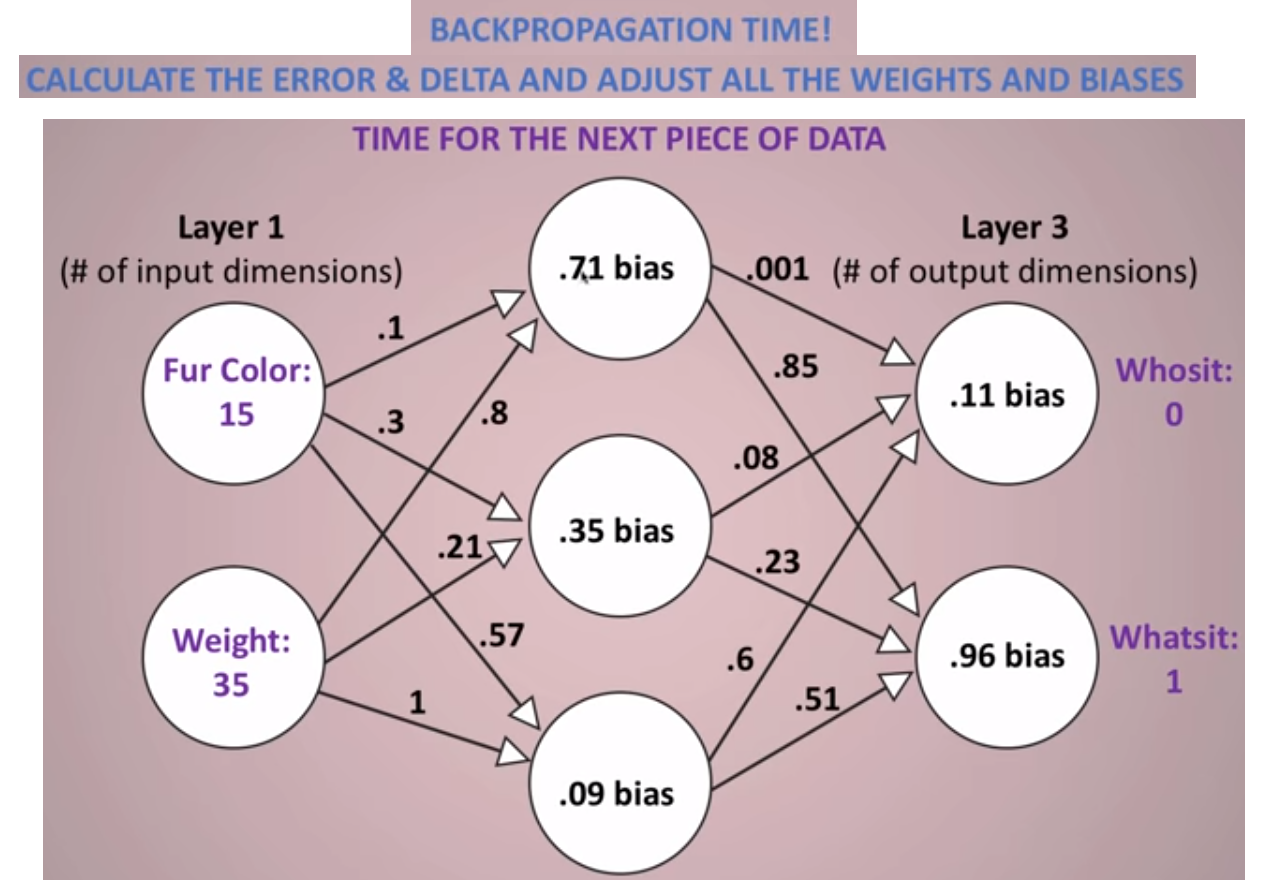 BACKPROPAGATION TIME!
CALCULATE THE ERROR & DELTA AND ADJUST ALL THE WEIGHTS AND BIASES
TIME FOR THE NEXT PIECE OF DATA
Layer 1
(# of input dimensions)
Layer 3
(# of output dimensions)
Fur Color:
15
Weight:
35
.1
.3
.8
.21
.57
1
.71 bias
.35 bias
.09 bias
.001
.85
.08
.23
.6
.51
.11 bias
.96 bias
Whosit:
0
Whatsit:
1